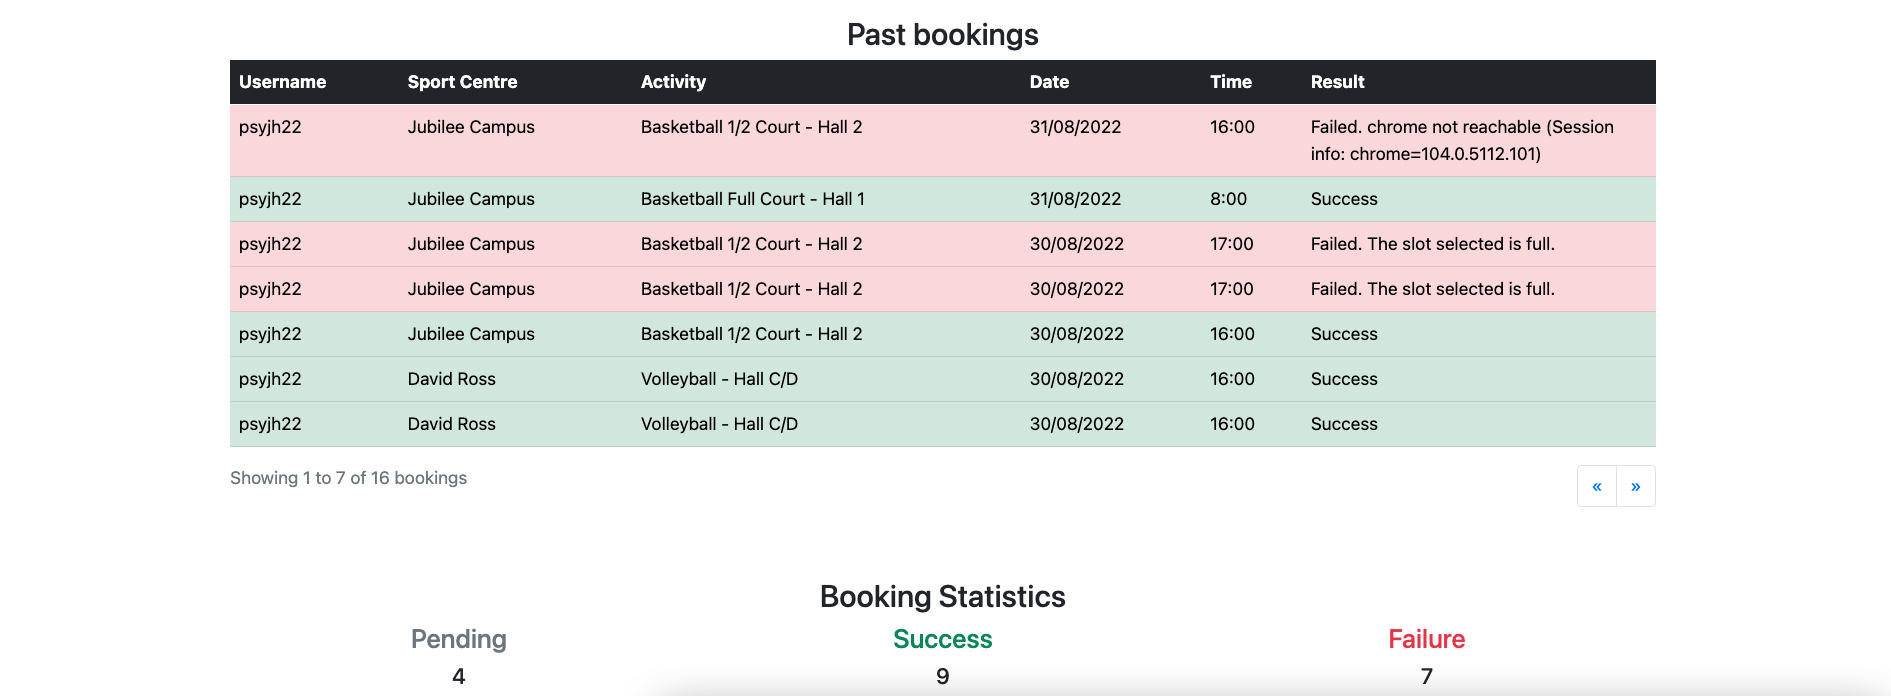 Past bookings
Username Sport Centre Activity Date Time Result
psyjh22 Jubilee Campus Basketball 1/2 Court - Hall 2 31/08/2022 16:00 Failed. chrome not reachable (Session
info: chrome=104.0.5112.101)
psyjh22 Jubilee Campus Basketball Full Court - Hall 1 31/08/2022 8:00 Success
psyjh22 Jubilee Campus Basketball 1/2 Court - Hall 2 30/08/2022 17:00 Failed. The slot selected is full.
psyjh22 Jubilee Campus Basketball 1/2 Court - Hall 2 30/08/2022 17:00 Failed. The slot selected is full.
psyjh22 Jubilee Campus Basketball 1/2 Court - Hall 2 30/08/2022 16:00 Success
psyjh22 David Ross Volleyball - Hall C/D 30/08/2022 16:00 Success
psyjh22 David Ross Volleyball - Hall C/D 30/08/2022 16:00 Success
Showing 1 to 7 of 16 bookings
« »
Booking Statistics
Pending Success Failure
4 9 7